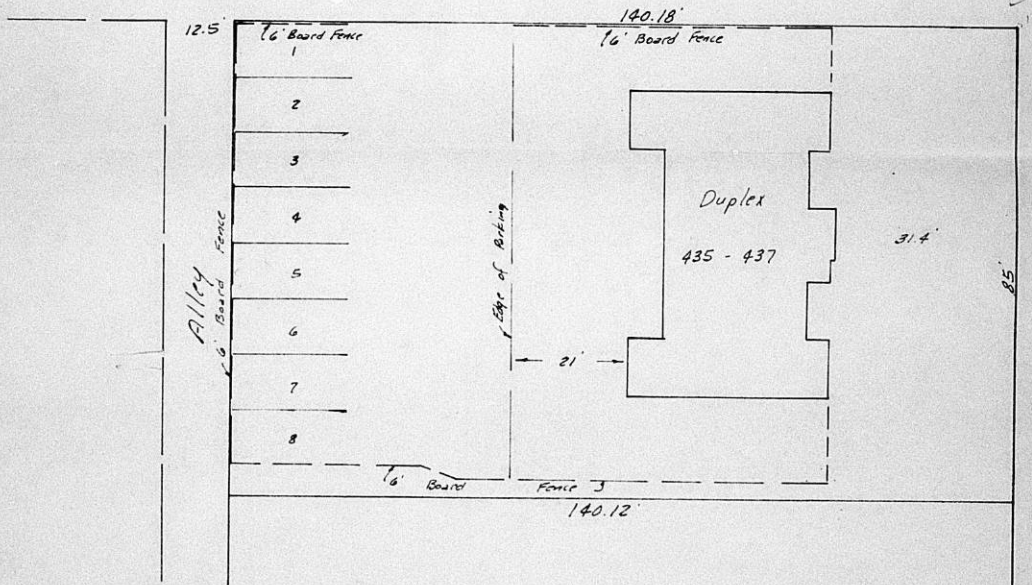 140.18'
12.5'
6' Board Fence
6' Board Fence
1
2
3
4
5
6
7
8
Alley
6' Board Fence
Edge of Parking
Duplex
435 - 437
31.4'
85'
21'
6' Board Fence
140.12'